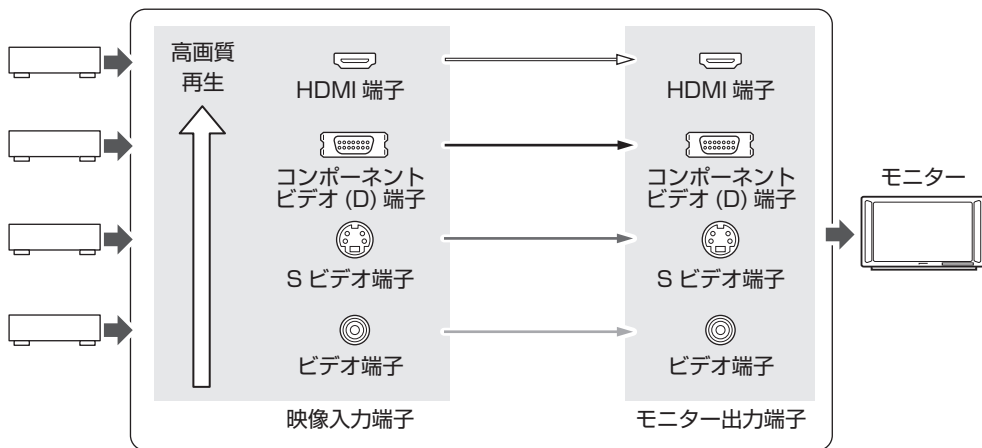 高画質
再生
HDMI 端子
HDMI 端子
コンポーネント
ビデオ (D) 端子
コンポーネント
ビデオ (D) 端子
モニター
S ビデオ端子
S ビデオ端子
ビデオ端子
ビデオ端子
映像入力端子
モニター出力端子